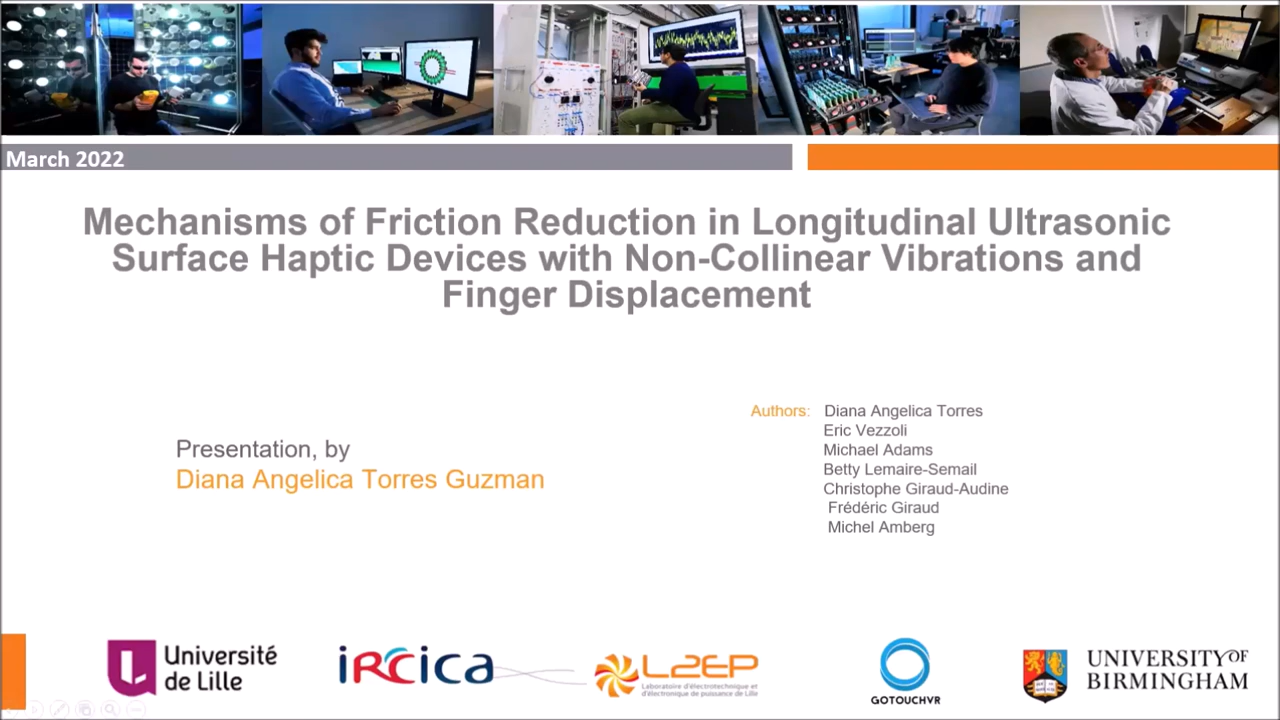 March 2022
Mechanisms of Friction Reduction in Longitudinal Ultrasonic
Surface Haptic Devices with Non-Collinear Vibrations and
Finger Displacement
Presentation, by
Diana Angelica Torres Guzman
Authors: Diana Angelica Torres
Eric Vezzoli
Michael Adams
Betty Lemaire-Semail
Christophe Giraud-Audine
Frédéric Giraud
Michel Amberg
Université
de Lille
iRCICA
L2EP
Laboratoire d'électrotechnique et
d'électronique de puissance de Lille
GOTOUCHVR
UNIVERSITY OF
BIRMINGHAM